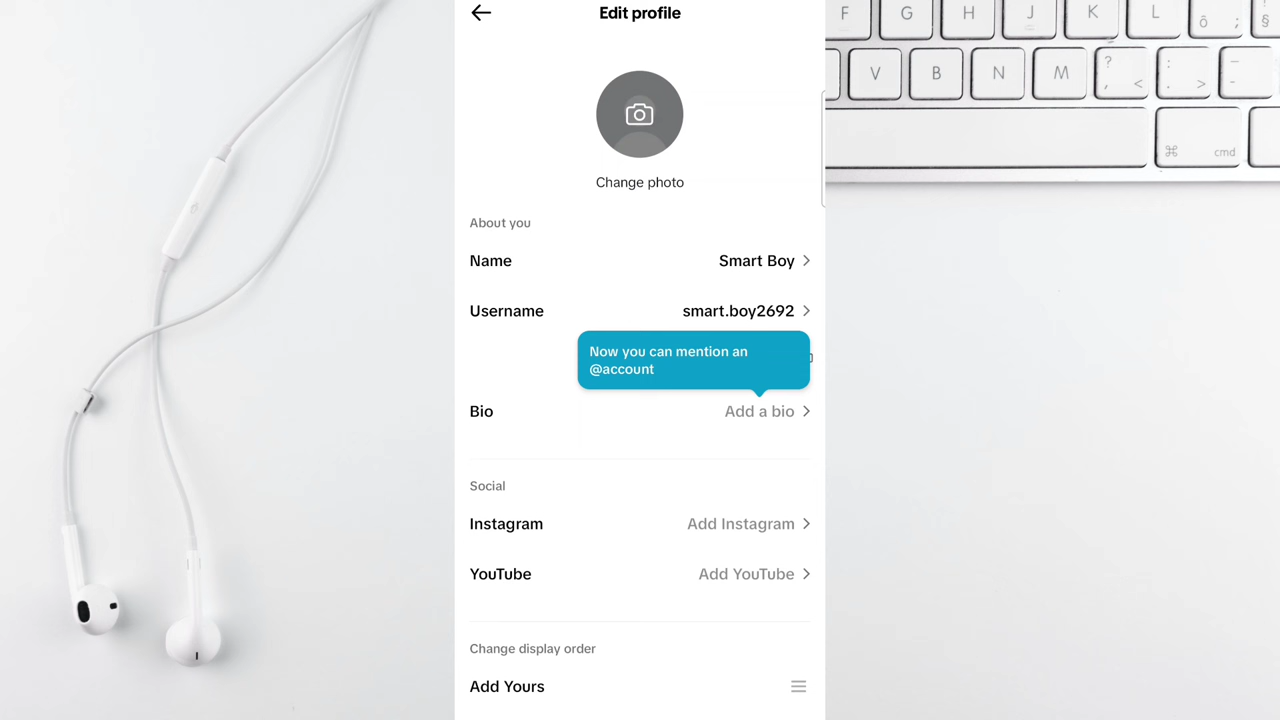 Edit profile
Change photo
About you
Name Smart Boy
Username smart.boy2692
Now you can mention an
@account
Bio Add a bio
Social
Instagram Add Instagram
YouTube Add YouTube
Change display order
Add Yours
F G H J K L ö ; §
V B N M ? , < : . > - _
⌘ cmd